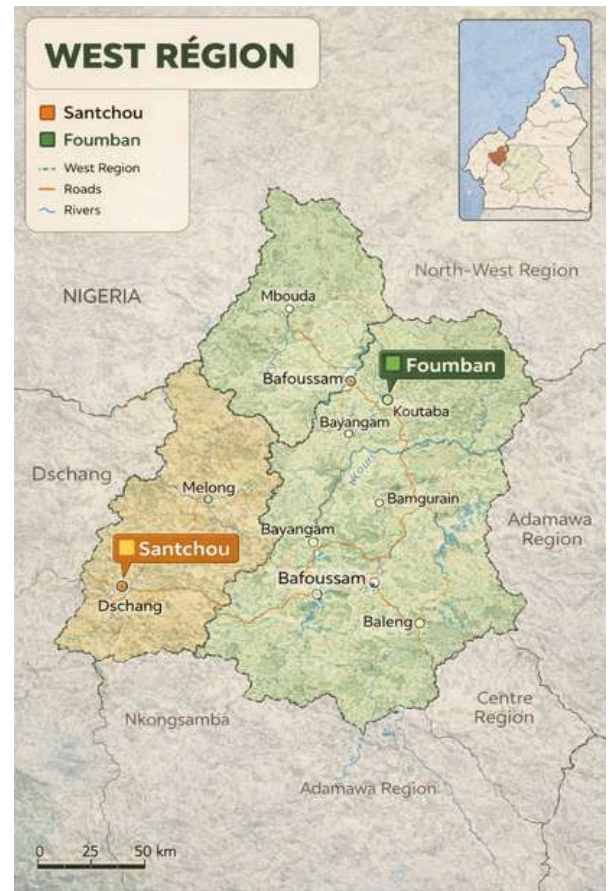 WEST RÉGION
Santchou
Foumban
West Region
Roads
Rivers
North-West Region
NIGERIA
Mbouda
Foumban
Bafoussam
Koutaba
Bayangam
Dschang
Melong
Bamgurain
Adamawa
Region
Bayangam
Santchou
Bafoussam
Dschang
Baleng
Centre
Region
Nkongsamba
Adamawa Region
0 25 50 km